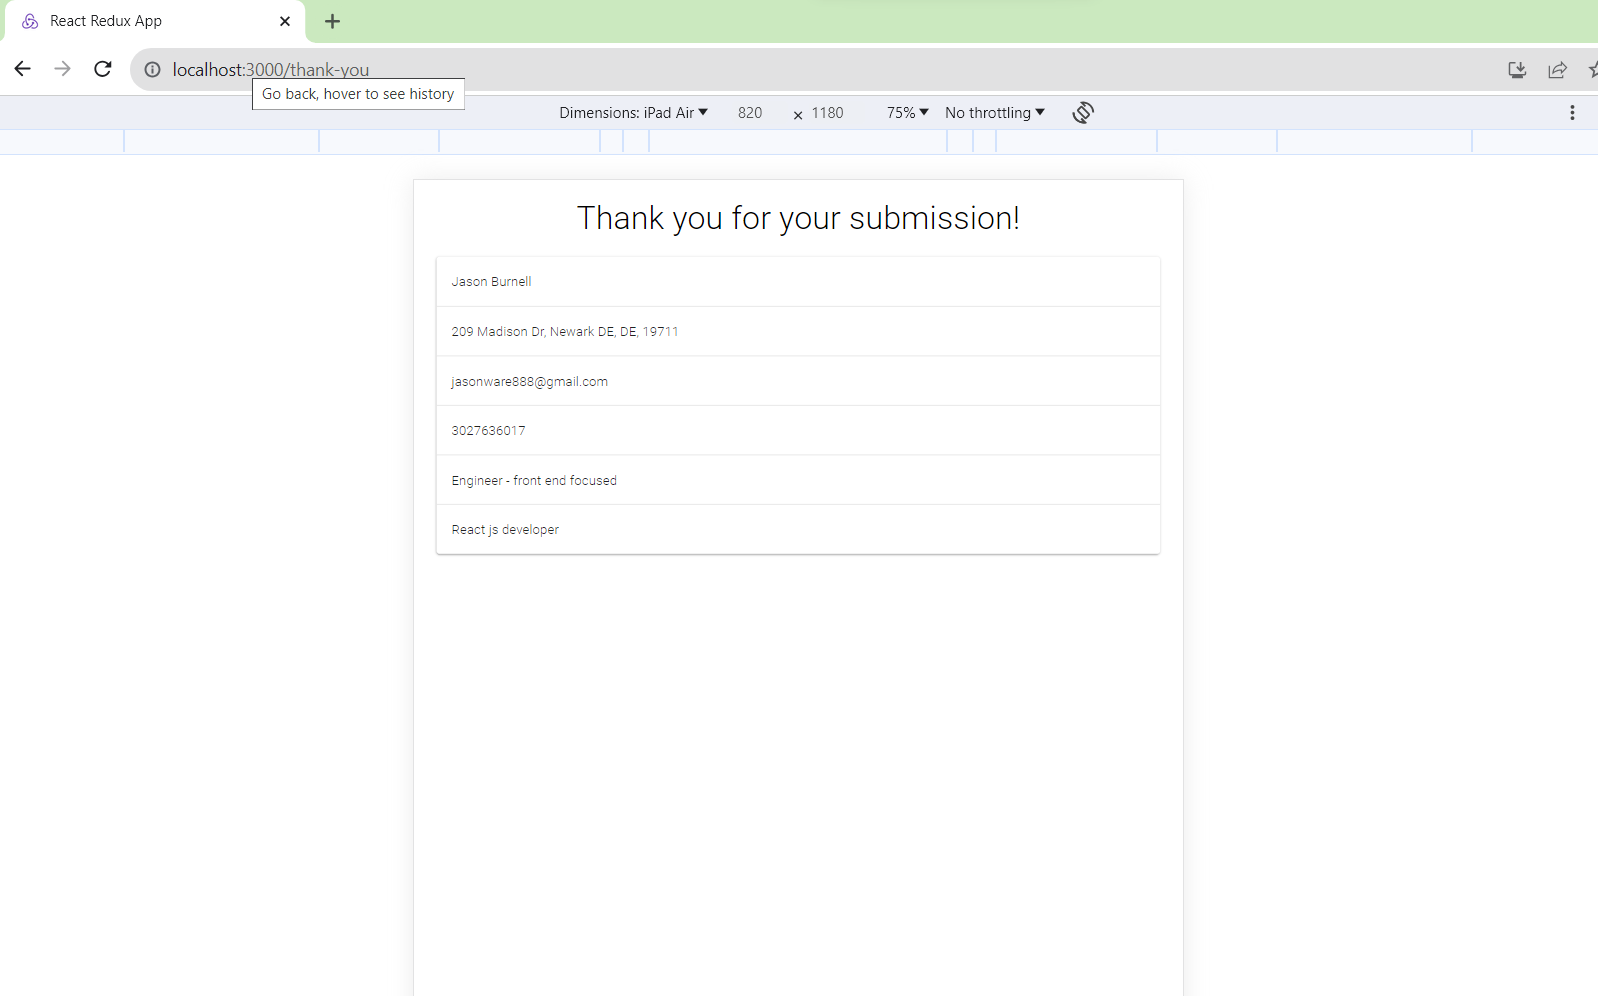 React Redux App
localhost:3000/thank-you
Go back, hover to see history
Dimensions: iPad Air 820 × 1180 75% No throttling
Thank you for your submission!
Jason Burnell
209 Madison Dr, Newark DE, DE, 19711
jasonware888@gmail.com
3027636017
Engineer - front end focused
React js developer